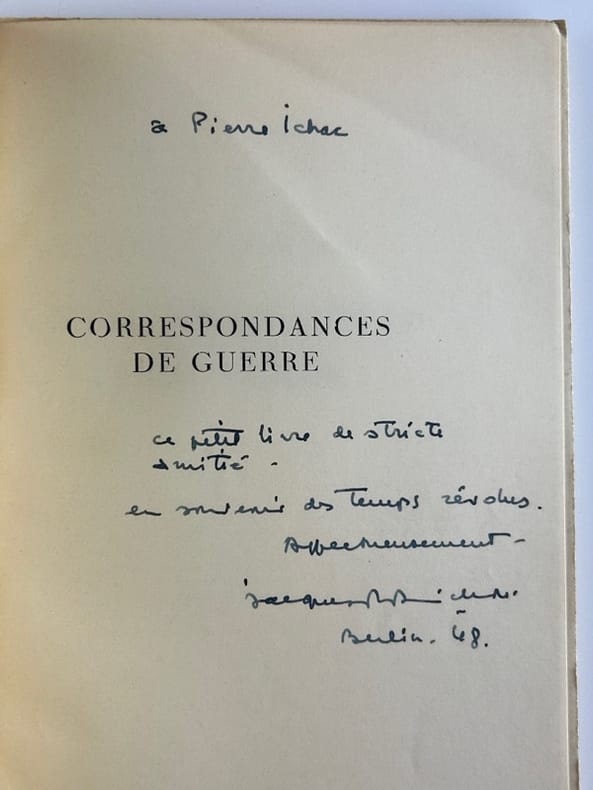 a Pierre Ichac
CORRESPONDANCES
DE GUERRE
ce petit livre de stricte
amitié -
en souvenir des temps révolus.
Affectueusement -
Jacques
Berlin. 48.